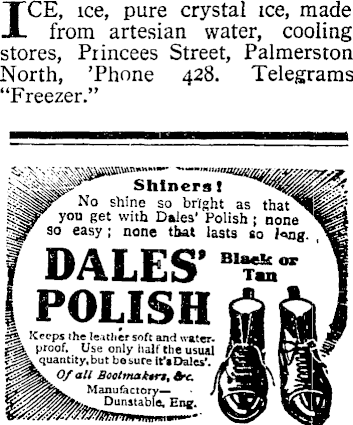 ICE, ice, pure crystal ice, made
from artesian water, cooling
stores, Princees Street, Palmerston
North, 'Phone 428. Telegrams
“Freezer.”
Shiners!
No shine so bright as that
you get with Dales' Polish ; none
so easy ; none that lasts so long.
DALES'
POLISH
Black or
Tan
Keeps the leather soft and water-
proof. Use only half the usual
quantity, but be sure it's Dales'.
Of all Bootmakers, &c.
Manufactory—
Dunstable, Eng.